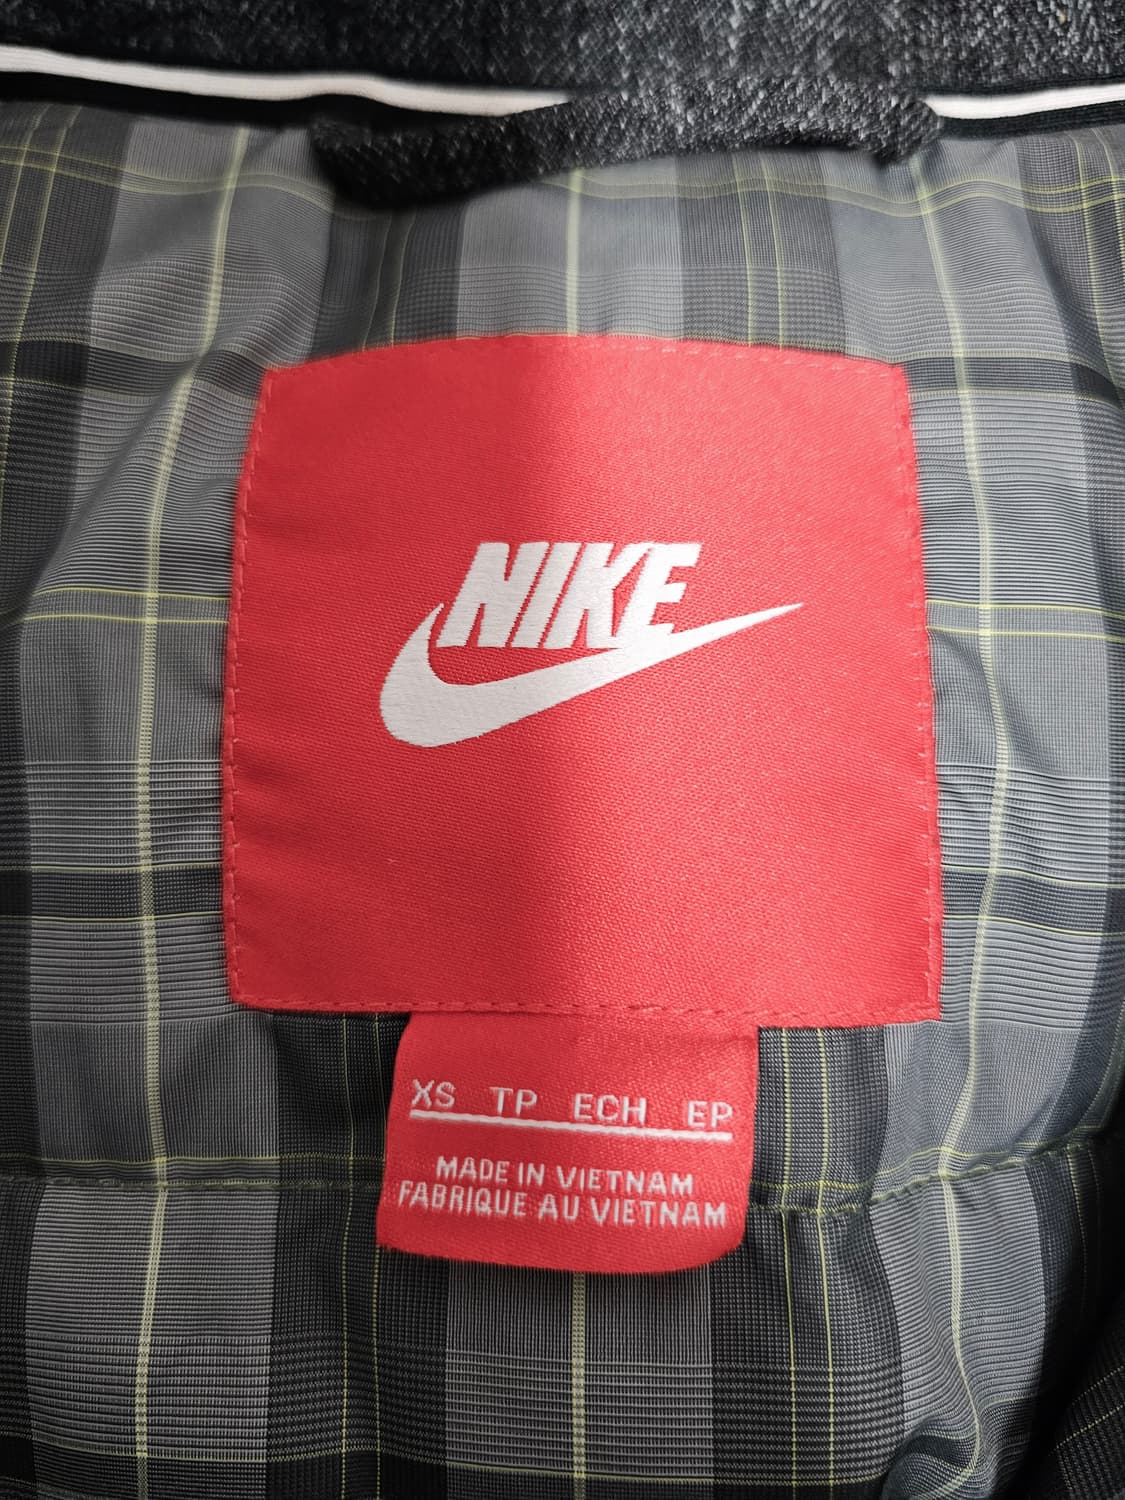 NIKE
XS TP ECH EP
MADE IN VIETNAM
FABRIQUE AU VIETNAM